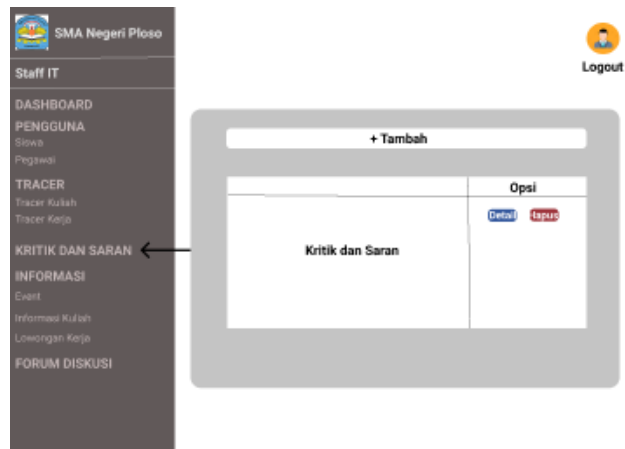 SMA Negeri Ploso
Staff IT
Logout
DASHBOARD
PENGGUNA
Siswa
Pegawai
TRACER
Tracer Kuliah
Tracer Kerja
KRITIK DAN SARAN
INFORMASI
Event
Informasi Kuliah
Lowongan Kerja
FORUM DISKUSI
+ Tambah
Opsi
Detail Hapus
Kritik dan Saran